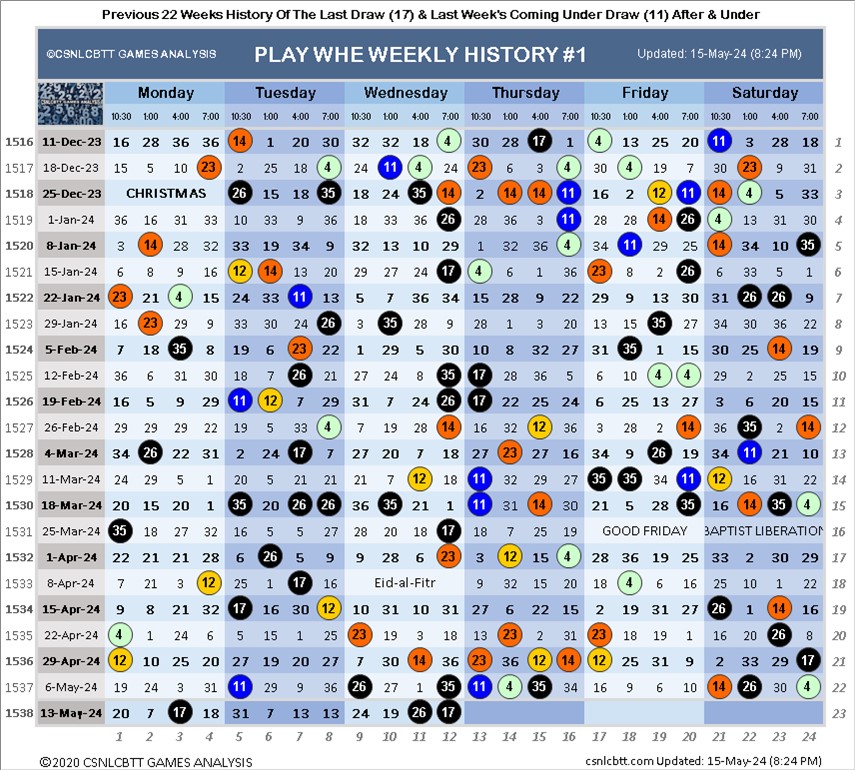 Previous 22 Weeks History Of The Last Draw (17) & Last Week's Coming Under Draw (11) After & Under
©CSNLCBTT GAMES ANALYSIS PLAY WHE WEEKLY HISTORY #1 Updated: 15-May-24 (8:24 PM)
Monday Tuesday Wednesday Thursday Friday Saturday
10:30 1:00 4:00 7:00 10:30 1:00 4:00 7:00 10:30 1:00 4:00 7:00 10:30 1:00 4:00 7:00 10:30 1:00 4:00 7:00 10:30 1:00 4:00 7:00
1516 11-Dec-23 16 28 36 36 14 1 20 30 32 32 18 4 30 28 17 1 4 13 25 20 11 3 28 18 1
1517 18-Dec-23 15 5 10 23 2 25 18 4 24 11 4 24 23 6 3 4 30 4 19 7 30 23 9 31 2
1518 25-Dec-23 CHRISTMAS 26 15 18 35 18 24 35 14 2 14 14 11 16 2 12 11 14 4 5 33 3
1519 1-Jan-24 36 16 31 33 10 33 9 36 18 33 36 26 28 36 3 11 28 28 14 26 4 13 31 30 4
1520 8-Jan-24 3 14 28 32 33 19 34 9 32 13 10 29 1 32 36 4 34 11 29 25 14 34 10 35 5
1521 15-Jan-24 6 8 9 16 12 14 13 20 29 27 12 17 4 6 1 36 23 6 2 26 6 33 5 1 6
1522 22-Jan-24 23 21 4 15 24 33 11 13 5 7 36 34 15 28 9 22 29 9 13 30 31 26 26 9 7
1523 29-Jan-24 16 23 29 9 33 30 24 26 3 35 28 9 28 1 3 20 13 15 35 27 34 30 36 22 8
1524 5-Feb-24 7 18 35 8 19 6 23 22 1 29 5 30 10 8 32 27 31 35 1 15 30 25 14 19 9
1525 12-Feb-24 36 6 31 30 18 7 26 21 27 24 8 35 17 28 36 5 6 10 4 4 29 2 25 15 10
1526 19-Feb-24 16 5 9 29 11 12 7 29 31 7 7 26 17 22 25 24 6 25 13 27 3 6 20 15 11
1527 26-Feb-24 29 29 29 22 19 5 33 4 7 19 8 14 16 15 12 22 3 28 2 14 36 35 2 14 12
1528 4-Mar-24 34 26 22 31 2 24 17 27 20 7 18 27 18 23 27 16 34 9 26 19 34 11 21 10 13
1529 11-Mar-24 24 29 5 1 20 5 21 21 7 21 12 18 11 32 29 27 35 35 34 11 12 16 31 22 14
1530 18-Mar-24 20 15 20 1 35 20 26 26 36 35 21 1 11 31 14 30 21 5 28 35 16 14 35 4 15
1531 25-Mar-24 35 18 27 32 16 5 5 27 28 20 18 17 18 7 25 19 GOOD FRIDAY BAPTIST LIBERATION 16
1532 1-Apr-24 22 21 21 28 6 26 5 9 9 28 6 23 3 12 15 4 28 36 19 25 33 2 30 29 17
1533 8-Apr-24 7 21 3 12 5 1 17 16 Eid-al-Fitr 9 32 15 20 18 4 6 18 25 10 1 22 18
1534 15-Apr-24 9 8 21 32 17 16 30 12 10 31 10 31 27 6 22 15 2 19 31 27 26 1 23 16 19
1535 22-Apr-24 4 1 24 6 5 15 1 25 23 19 3 18 13 23 2 31 23 18 19 1 16 20 26 8 20
1536 29-Apr-24 12 10 25 20 27 19 20 27 7 30 14 36 23 36 12 14 12 25 31 9 2 33 29 17 21
1537 6-May-24 19 24 3 31 11 29 9 36 26 27 1 35 11 4 35 34 16 9 6 10 14 26 30 4 22
1538 13-May-24 20 7 17 18 31 7 13 13 24 19 26 17 23
1 2 3 4 5 6 7 8 9 10 11 12 13 14 15 16 17 18 19 20 21 22 23 24
©2020 CSNLCBTT GAMES ANALYSIS csnlcbtt.com Updated: 15-May-24 (8:24 PM)